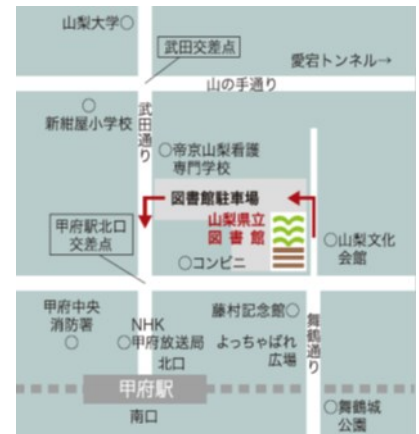 山梨大学
武田交差点
愛宕トンネル→
山の手通り
新紺屋小学校
武田通り
帝京山梨看護
専門学校
図書館駐車場
山梨県立
図書館
甲府駅北口
交差点
コンビニ
山梨文化
会館
甲府中央
消防署
NHK
甲府放送局
藤村記念館
よっちゃばれ
広場
舞鶴通り
北口
甲府駅
南口
舞鶴城
公園